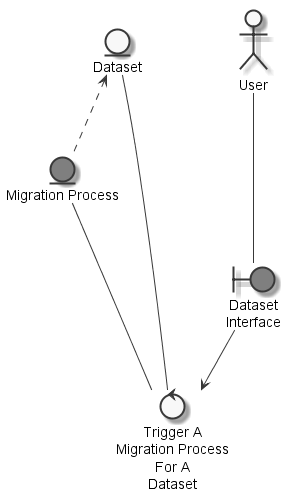 Dataset
User
Migration Process
Dataset
Interface
Trigger A
Migration Process
For A
Dataset